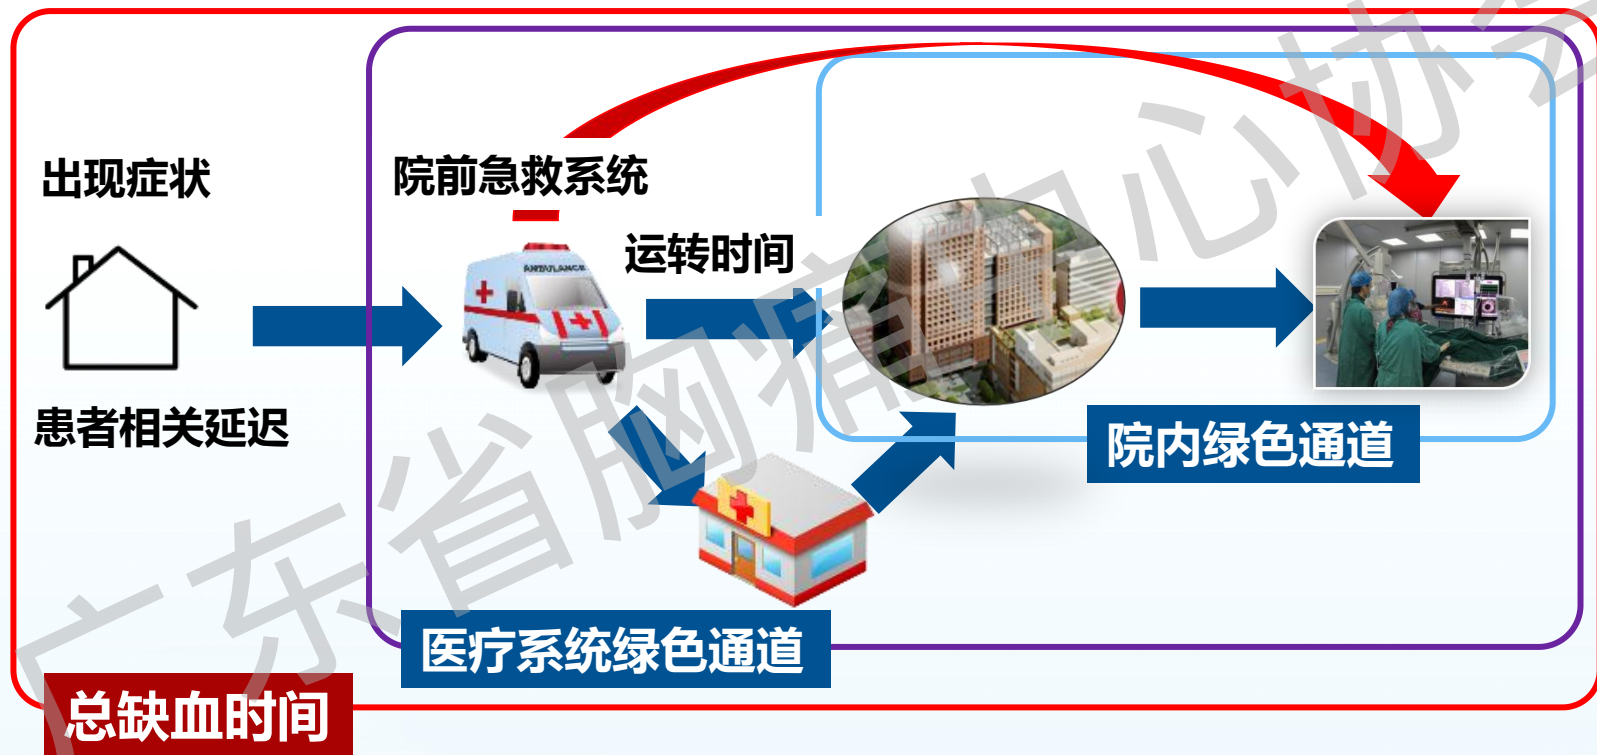 出现症状
院前急救系统
运转时间
AMBULANCE
患者相关延迟
院内绿色通道
医疗系统绿色通道
总缺血时间
广东省胸痛中心协会